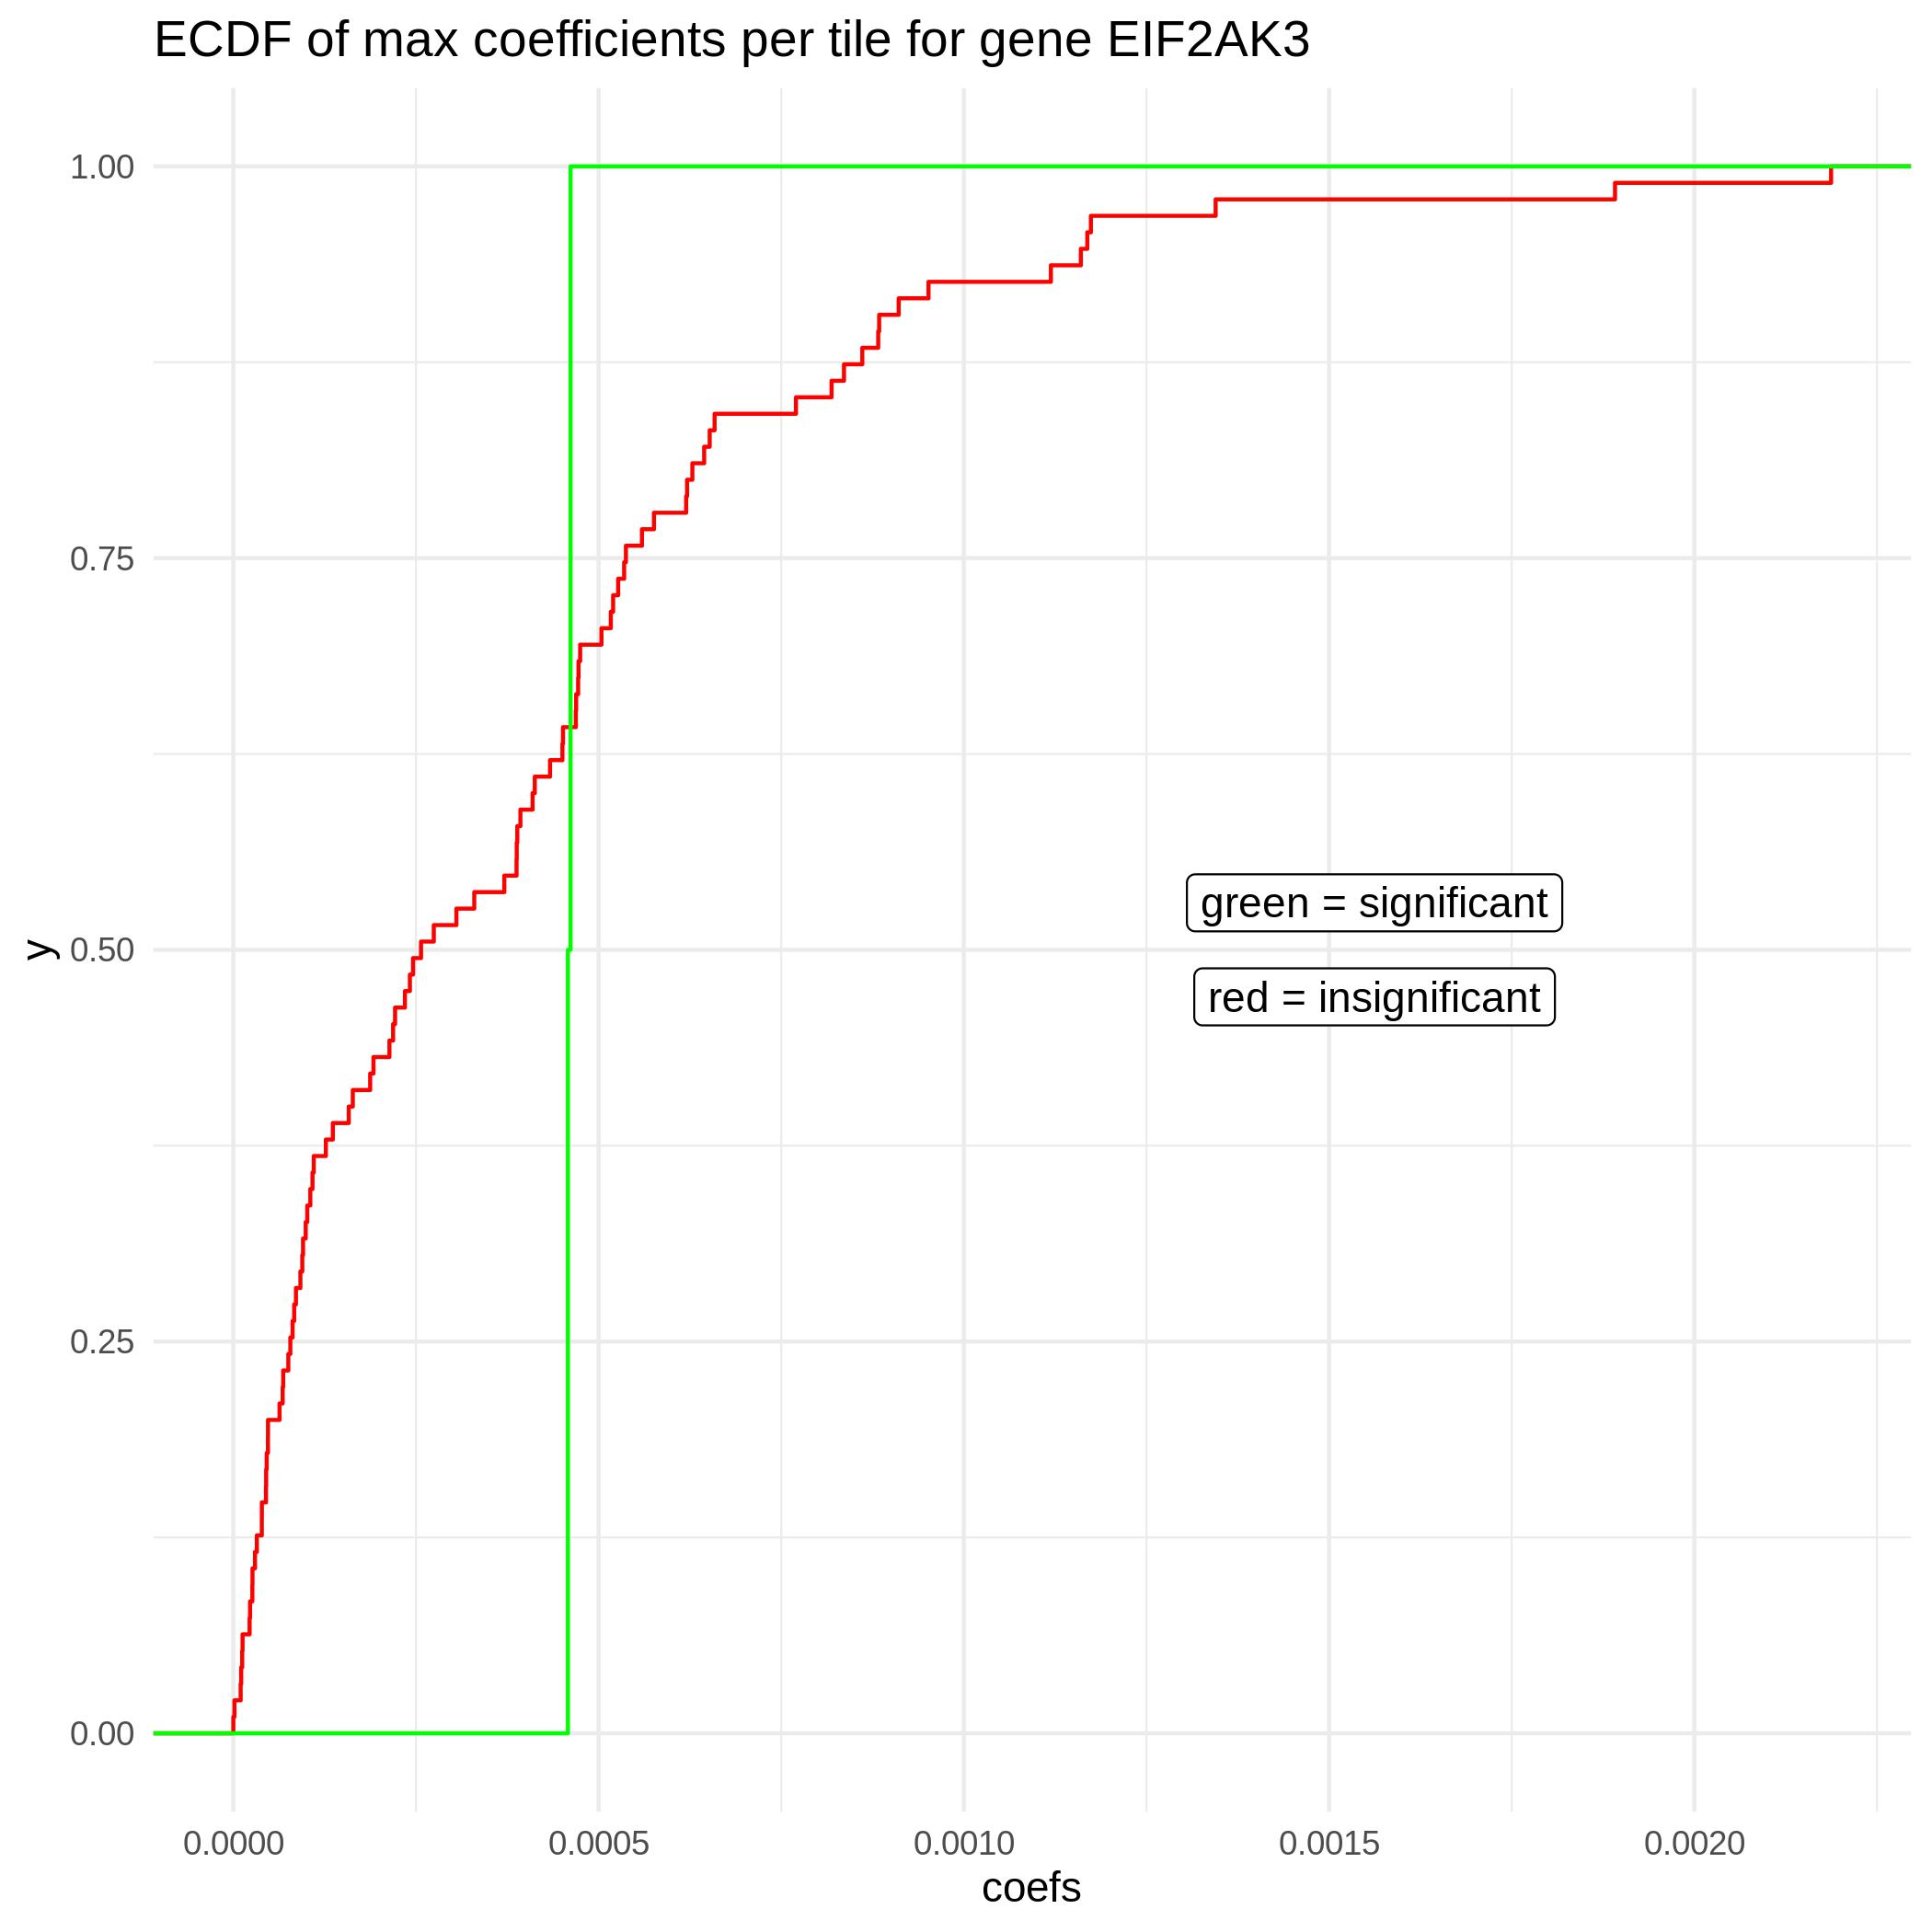 ECDF of max coefficients per tile for gene EIF2AK3
1.00
0.75
0.50
0.25
0.00
y
green = significant
red = insignificant
0.0000
0.0005
0.0010
0.0015
0.0020
coefs